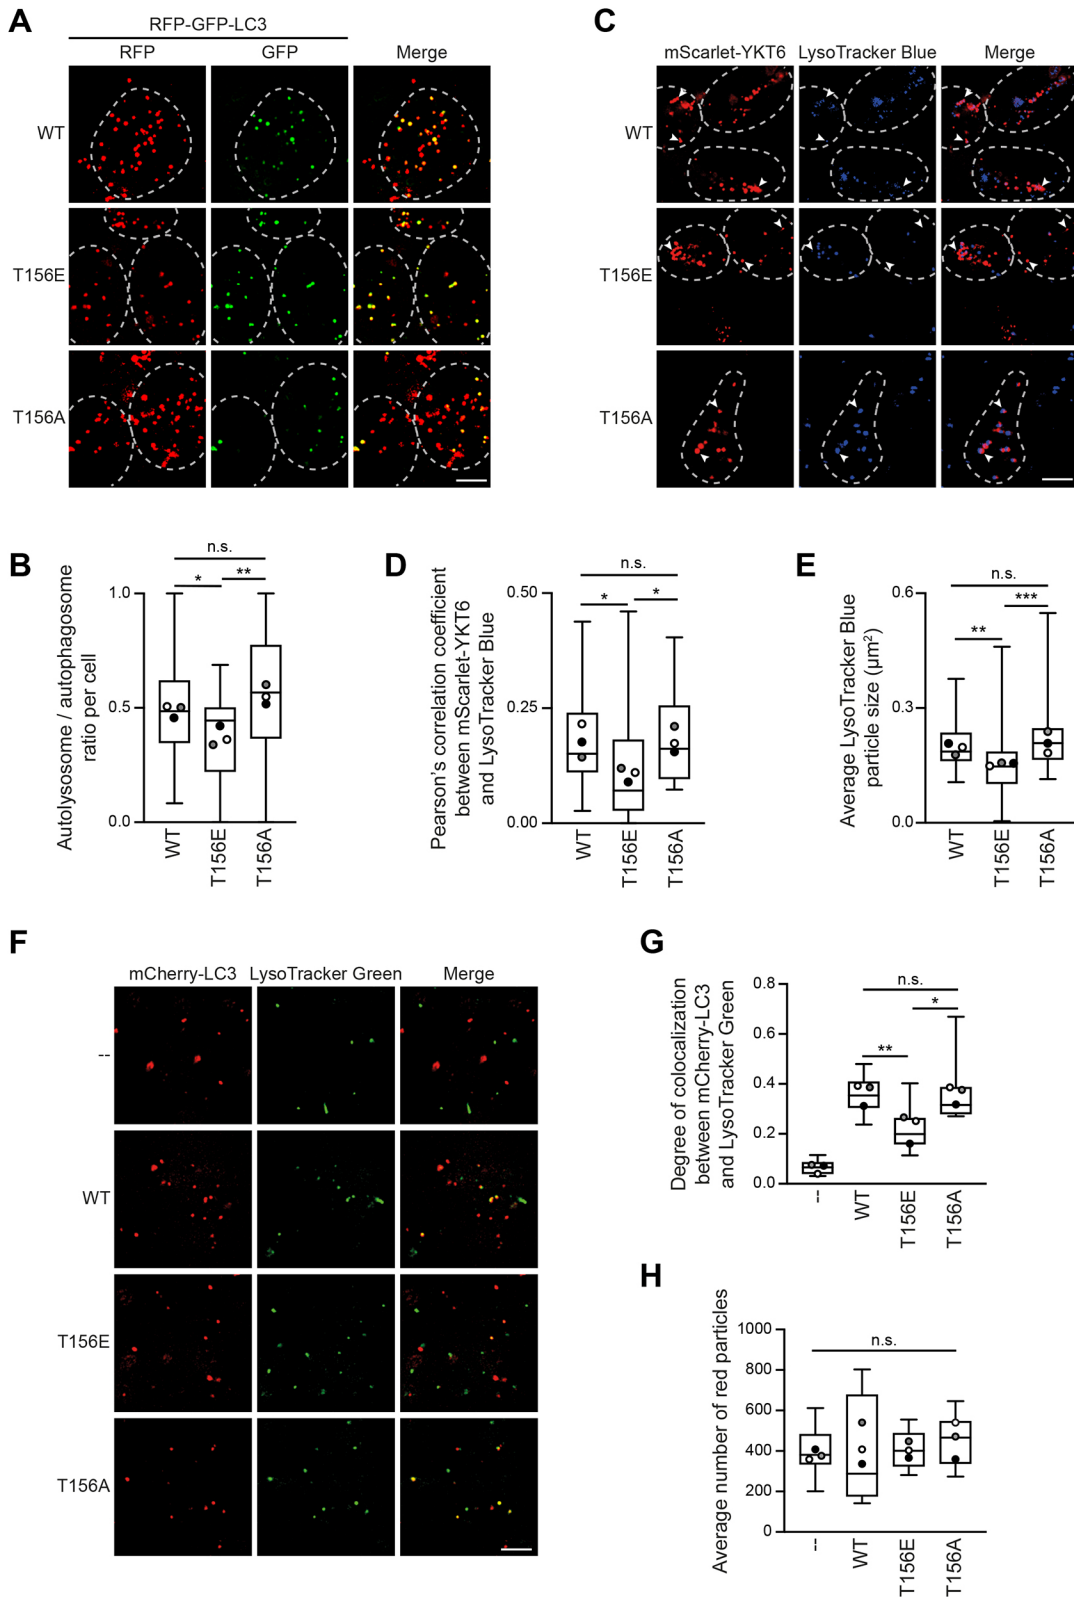 A
RFP-GFP-LC3
RFP GFP Merge
WT
T156E
T156A
C
mScarlet-YKT6 LysoTracker Blue Merge
WT
T156E
T156A
B
Autolysosome / autophagosome
ratio per cell
n.s.
* **
1.0
0.5
0.0
WT T156E T156A
D
Pearson's correlation coefficient
between mScarlet-YKT6
and LysoTracker Blue
n.s.
* *
0.50
0.25
0.00
WT T156E T156A
E
Average LysoTracker Blue
particle size (µm²)
n.s.
***
**
0.6
0.3
0.0
WT T156E T156A
F
mCherry-LC3 LysoTracker Green Merge
--
WT
T156E
T156A
G
Degree of colocalization
between mCherry-LC3
and LysoTracker Green
n.s.
*
**
0.8
0.6
0.4
0.2
0.0
-- WT T156E T156A
H
Average number of red particles
n.s.
1000
800
600
400
200
0
-- WT T156E T156A